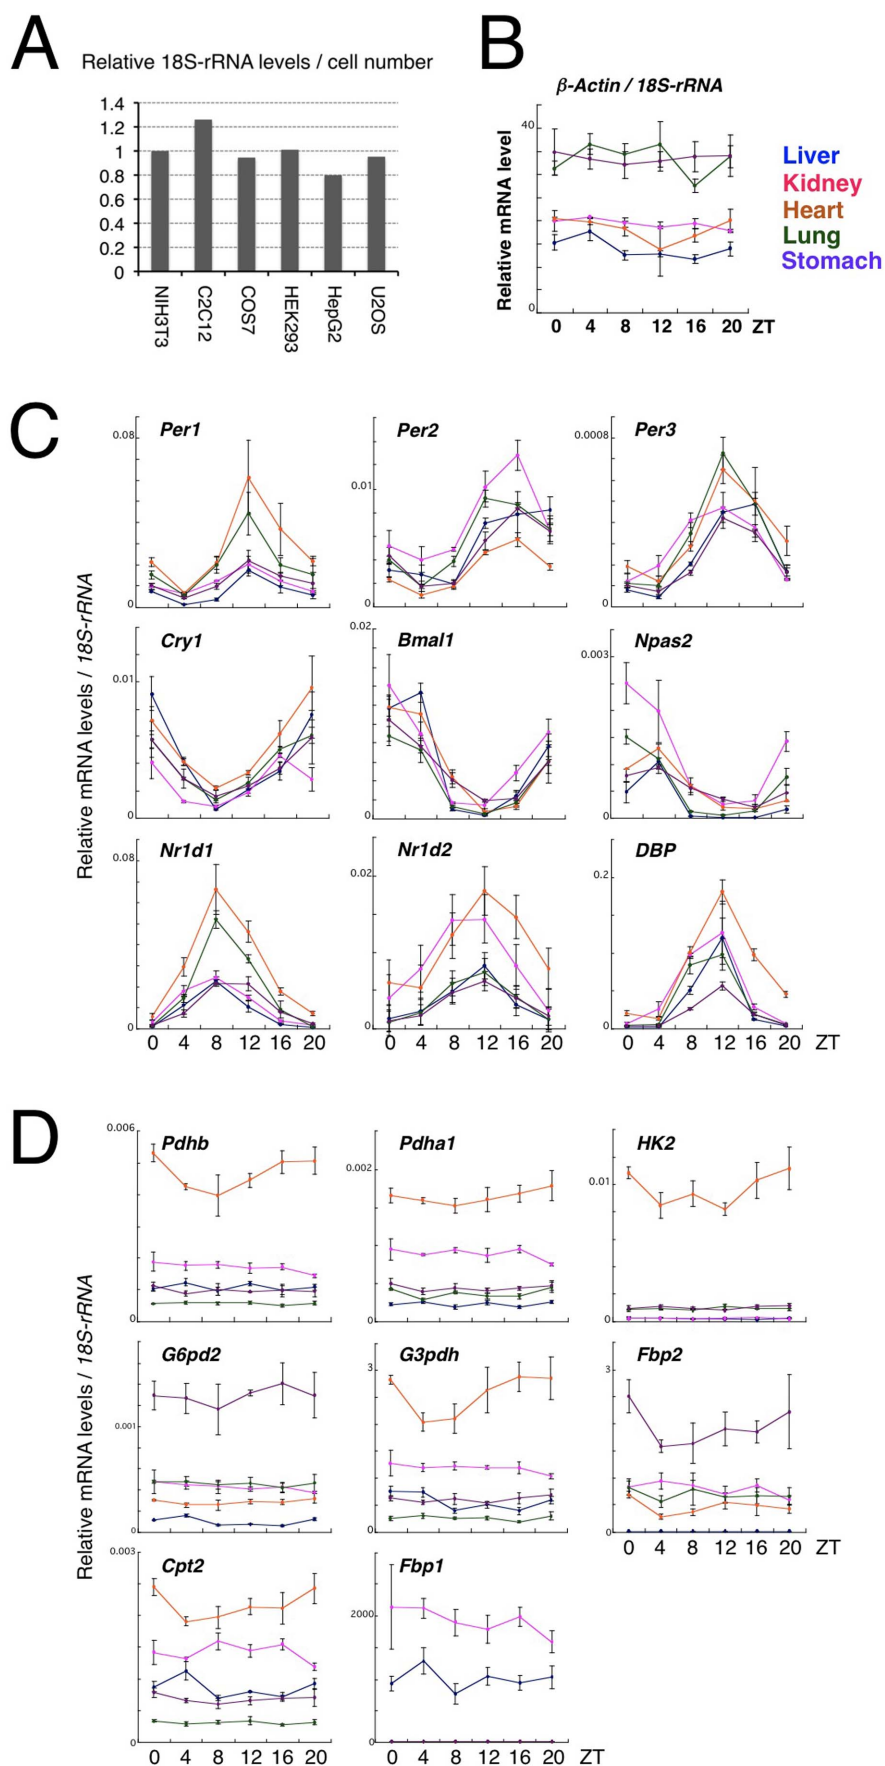 A
Relative 18S-rRNA levels / cell number
1.4
1.2
1
0.8
0.6
0.4
0.2
0
NIH3T3
C2C12
COS7
HEK293
HepG2
U2OS
B
β-Actin / 18S-rRNA
Relative mRNA level
40
0
0 4 8 12 16 20 ZT
Liver
Kidney
Heart
Lung
Stomach
C
Relative mRNA levels / 18S-rRNA
Per1
0.08
0
Per2
0.01
0
Per3
0.0008
0
Cry1
0.01
0
Bmal1
0.02
0
Npas2
0.003
0
Nr1d1
0.08
0
Nr1d2
0.02
0
DBP
0.2
0
0 4 8 12 16 20
0 4 8 12 16 20
0 4 8 12 16 20 ZT
D
Relative mRNA levels / 18S-rRNA
Pdhb
0.006
0
Pdha1
0.002
0
HK2
0.01
0
G6pd2
0.001
0
G3pdh
3
0
Fbp2
3
0
0 4 8 12 16 20 ZT
Cpt2
0.003
0
Fbp1
2000
0
0 4 8 12 16 20
0 4 8 12 16 20 ZT